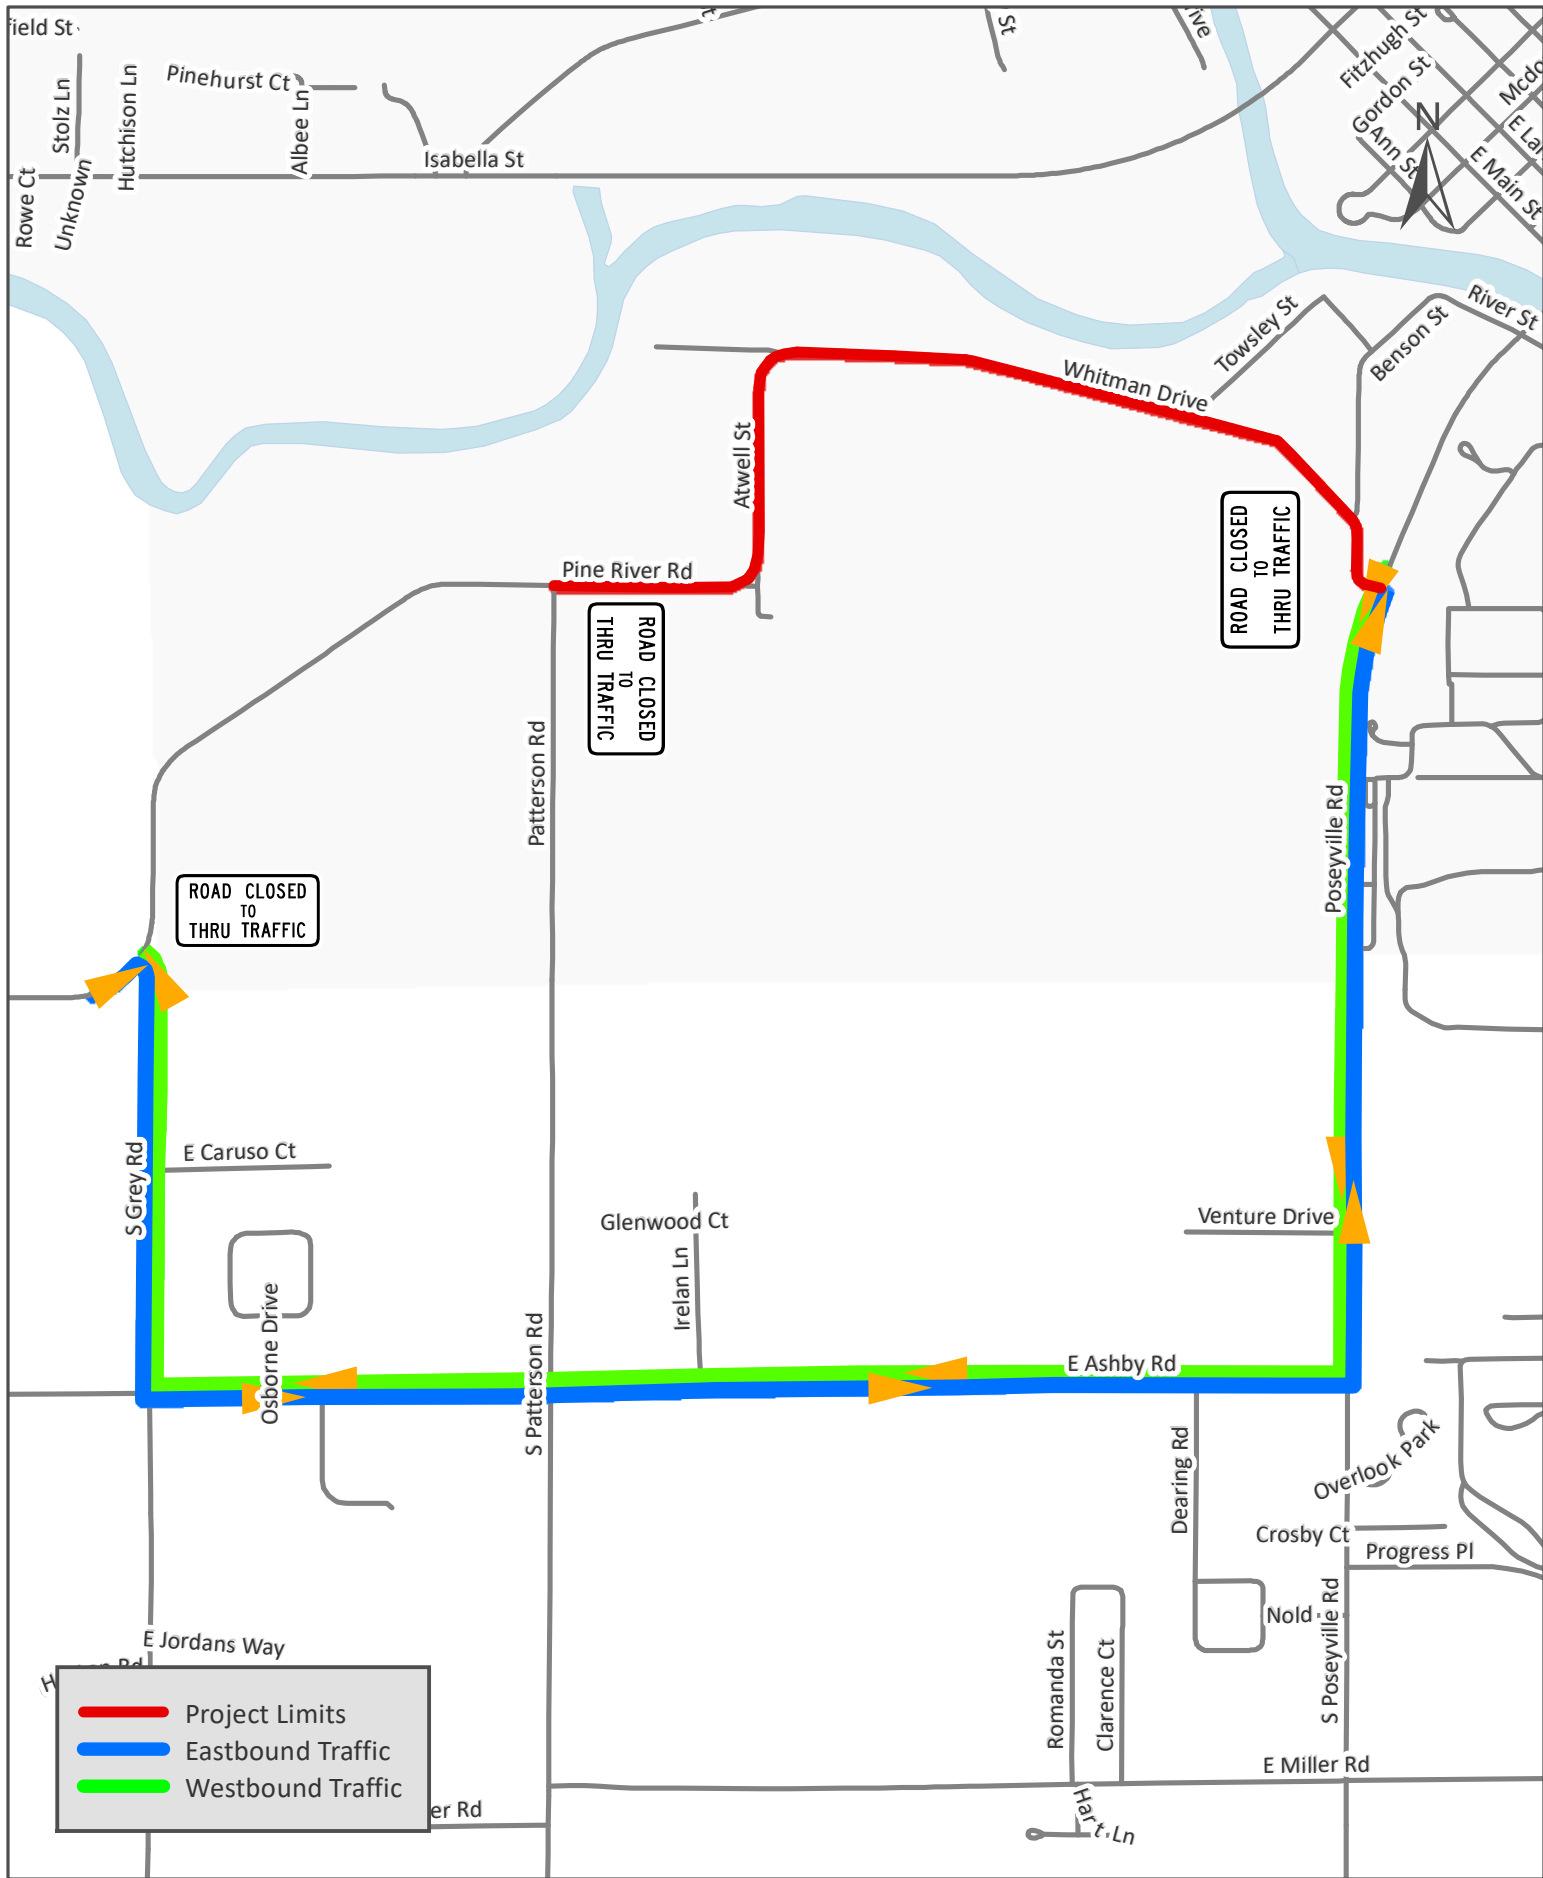 field St
Stolz Ln
Hutchison Ln
Pinehurst Ct
Albee Ln
Isabella St
Rowe Ct
Unknown
St
Fitzhugh St
Gordon St
G Ann St
E Main St
N
Towsley St
Benson St
River St
Whitman Drive
Atwell St
Pine River Rd
ROAD CLOSED
TO
THRU TRAFFIC
ROAD CLOSED
TO
THRU TRAFFIC
Patterson Rd
Poseyville Rd
ROAD CLOSED
TO
THRU TRAFFIC
S Grey Rd
E Caruso Ct
Glenwood Ct
Irelan Ln
Venture Drive
Osborne Drive
S Patterson Rd
E Ashby Rd
Dearing Rd
Overlook Park
Crosby Ct
Progress Pl
Nold
S Poseyville Rd
Romanda St
Clarence Ct
E Jordans Way
E Miller Rd
Hart Ln
er Rd
Project Limits
Eastbound Traffic
Westbound Traffic